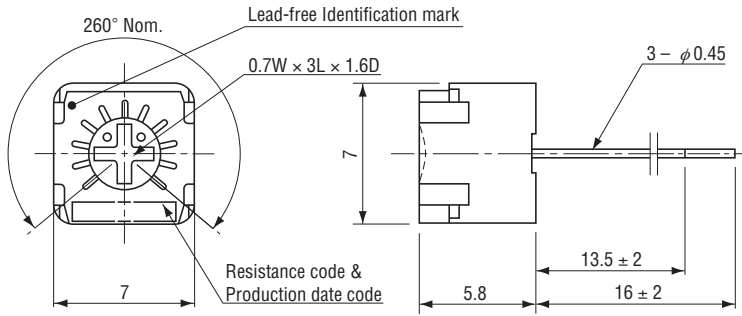 Lead-free Identification mark
260° Nom.
0.7W × 3L × 1.6D
3 – φ0.45
7
13.5 ± 2
Resistance code &
Production date code
7
5.8
16 ± 2